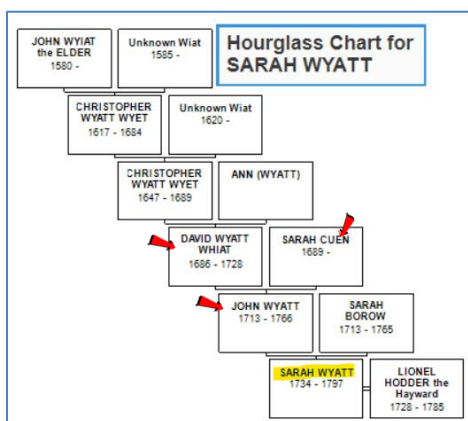 Hourglass Chart for
SARAH WYATT
JOHN WYIAT
the ELDER
1580 -
Unknown Wiat
1585 -
CHRISTOPHER
WYATT WYET
1617 - 1684
Unknown Wiat
1620 -
CHRISTOPHER
WYATT WYET
1647 - 1689
ANN (WYATT)
DAVID WYATT
WHIAT
1686 - 1728
SARAH CUEN
1689 -
JOHN WYATT
1713 - 1766
SARAH
BOROW
1713 - 1765
SARAH WYATT
1734 - 1797
LIONEL
HODDER the
Hayward
1728 - 1785